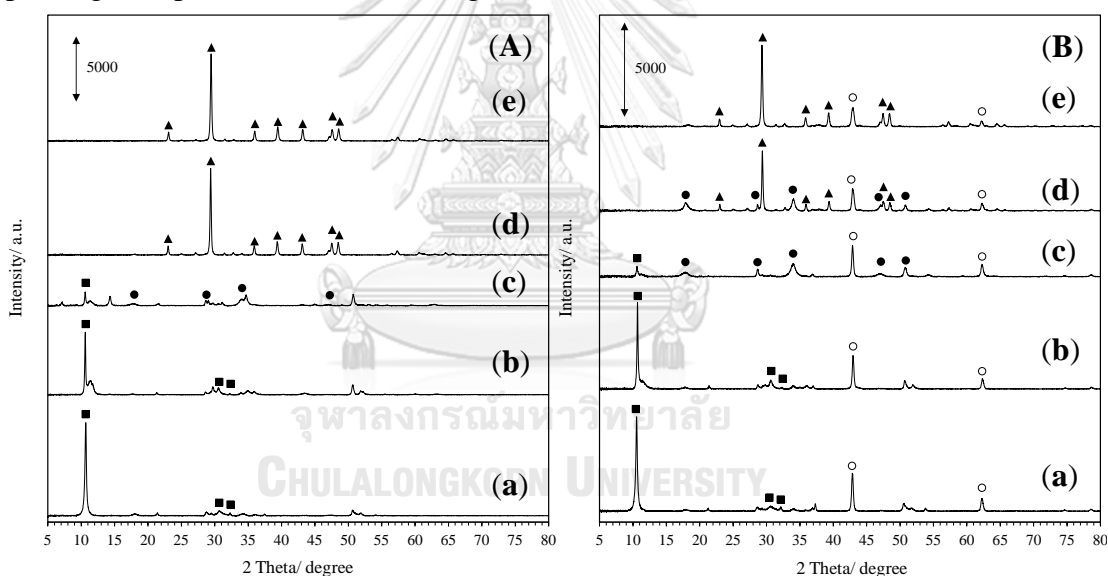 (A)
5000
(e)
(d)
(c)
(b)
(a)
Intensity/ a.u.
5 10 15 20 25 30 35 40 45 50 55 60 65 70 75 80
2 Theta/ degree
(B)
5000
(e)
(d)
(c)
(b)
(a)
Intensity/ a.u.
5 10 15 20 25 30 35 40 45 50 55 60 65 70 75 80
2 Theta/ degree
จุฬาลงกรณ์มหาวิทยาลัย
CHULALONGKORN UNIVERSITY